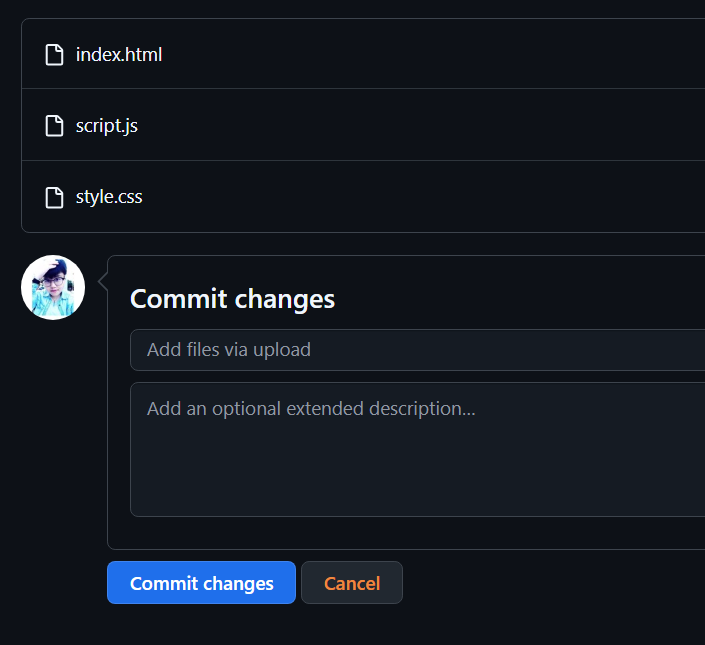 index.html
script.js
style.css
Commit changes
Add files via upload
Add an optional extended description...
Commit changes
Cancel